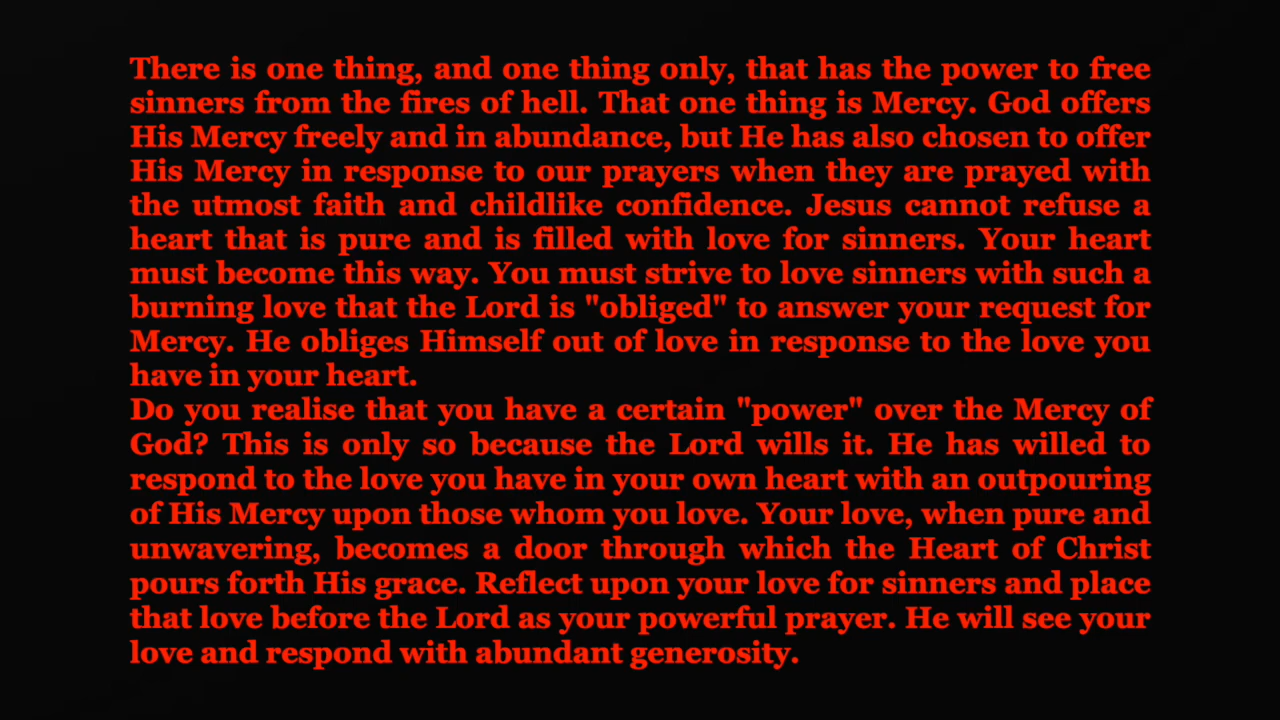 There is one thing, and one thing only, that has the power to free
sinners from the fires of hell. That one thing is Mercy. God offers
His Mercy freely and in abundance, but He has also chosen to offer
His Mercy in response to our prayers when they are prayed with
the utmost faith and childlike confidence. Jesus cannot refuse a
heart that is pure and is filled with love for sinners. Your heart
must become this way. You must strive to love sinners with such a
burning love that the Lord is "obliged" to answer your request for
Mercy. He obliges Himself out of love in response to the love you
have in your heart.
Do you realise that you have a certain "power" over the Mercy of
God? This is only so because the Lord wills it. He has willed to
respond to the love you have in your own heart with an outpouring
of His Mercy upon those whom you love. Your love, when pure and
unwavering, becomes a door through which the Heart of Christ
pours forth His grace. Reflect upon your love for sinners and place
that love before the Lord as your powerful prayer. He will see your
love and respond with abundant generosity.